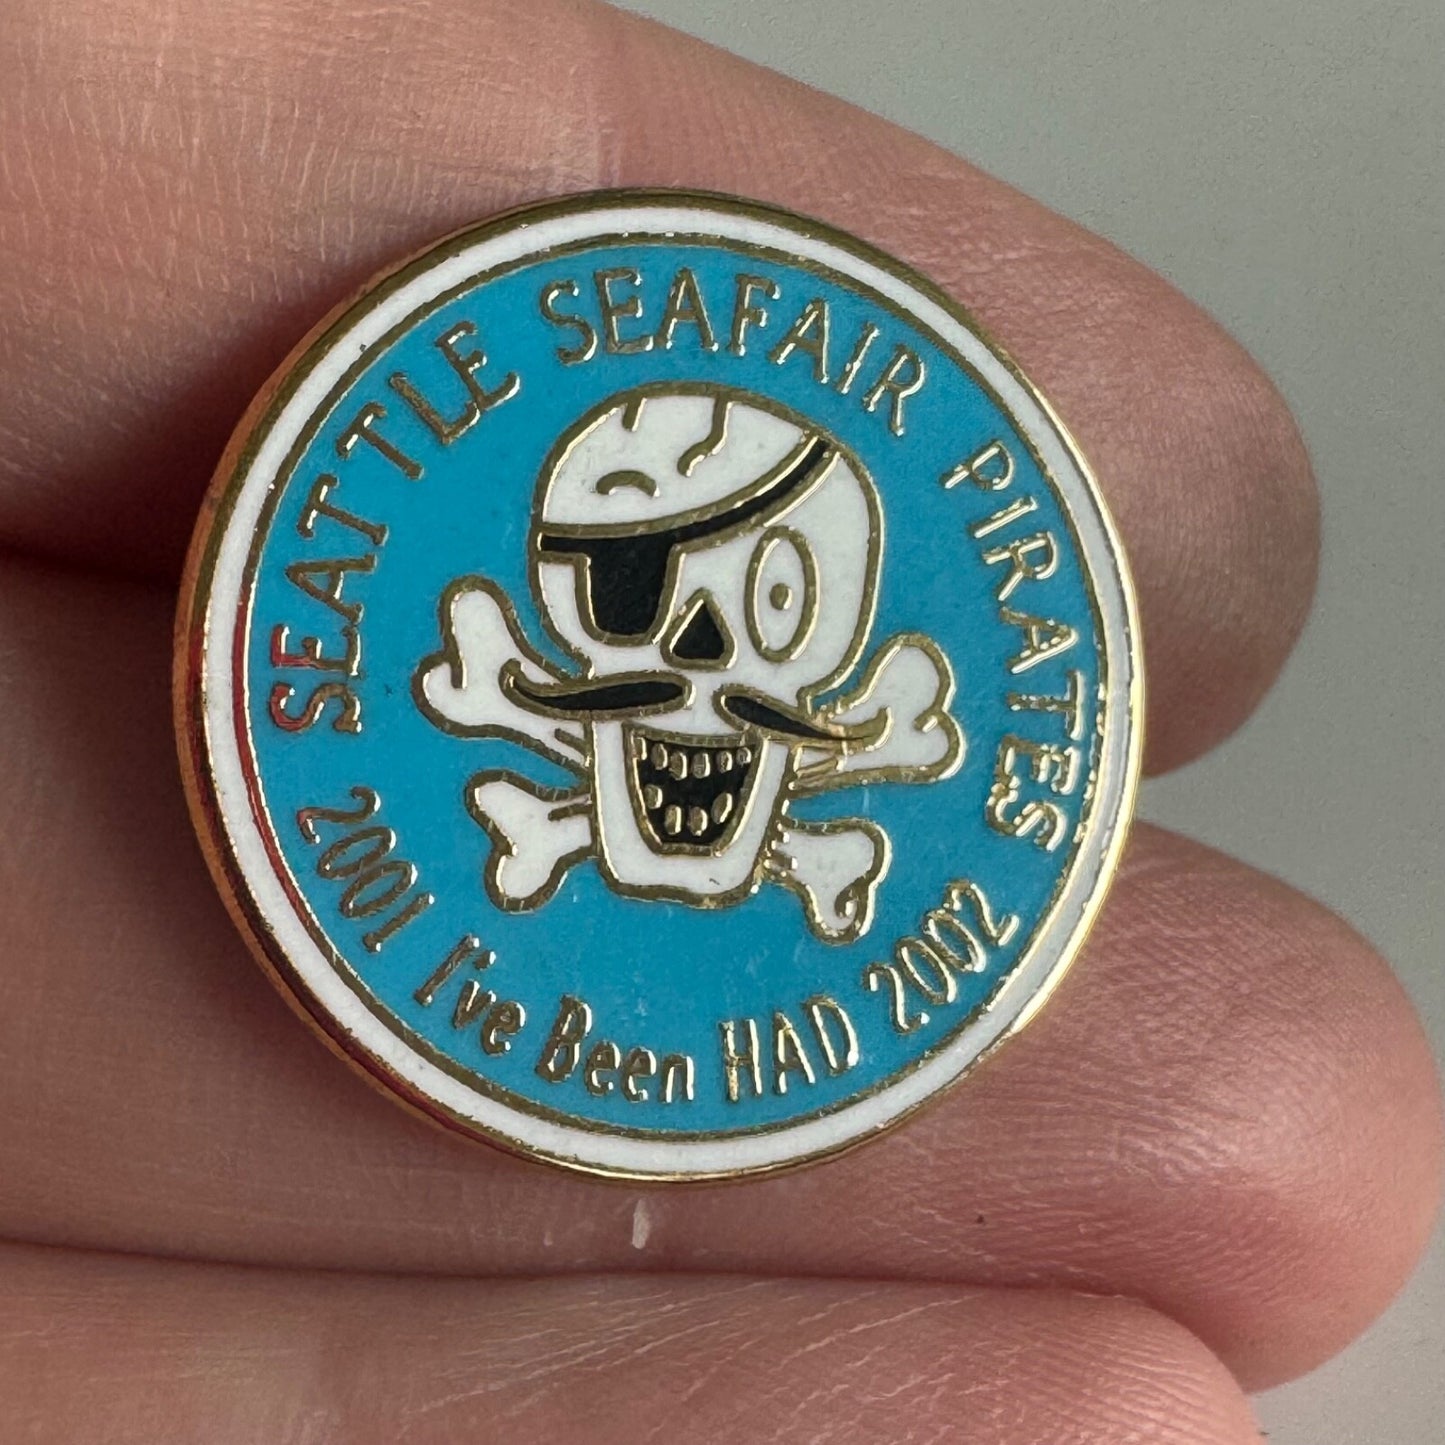 SEATTLE SEAFAIR PIRATES
2001 I've Been HAD 2002